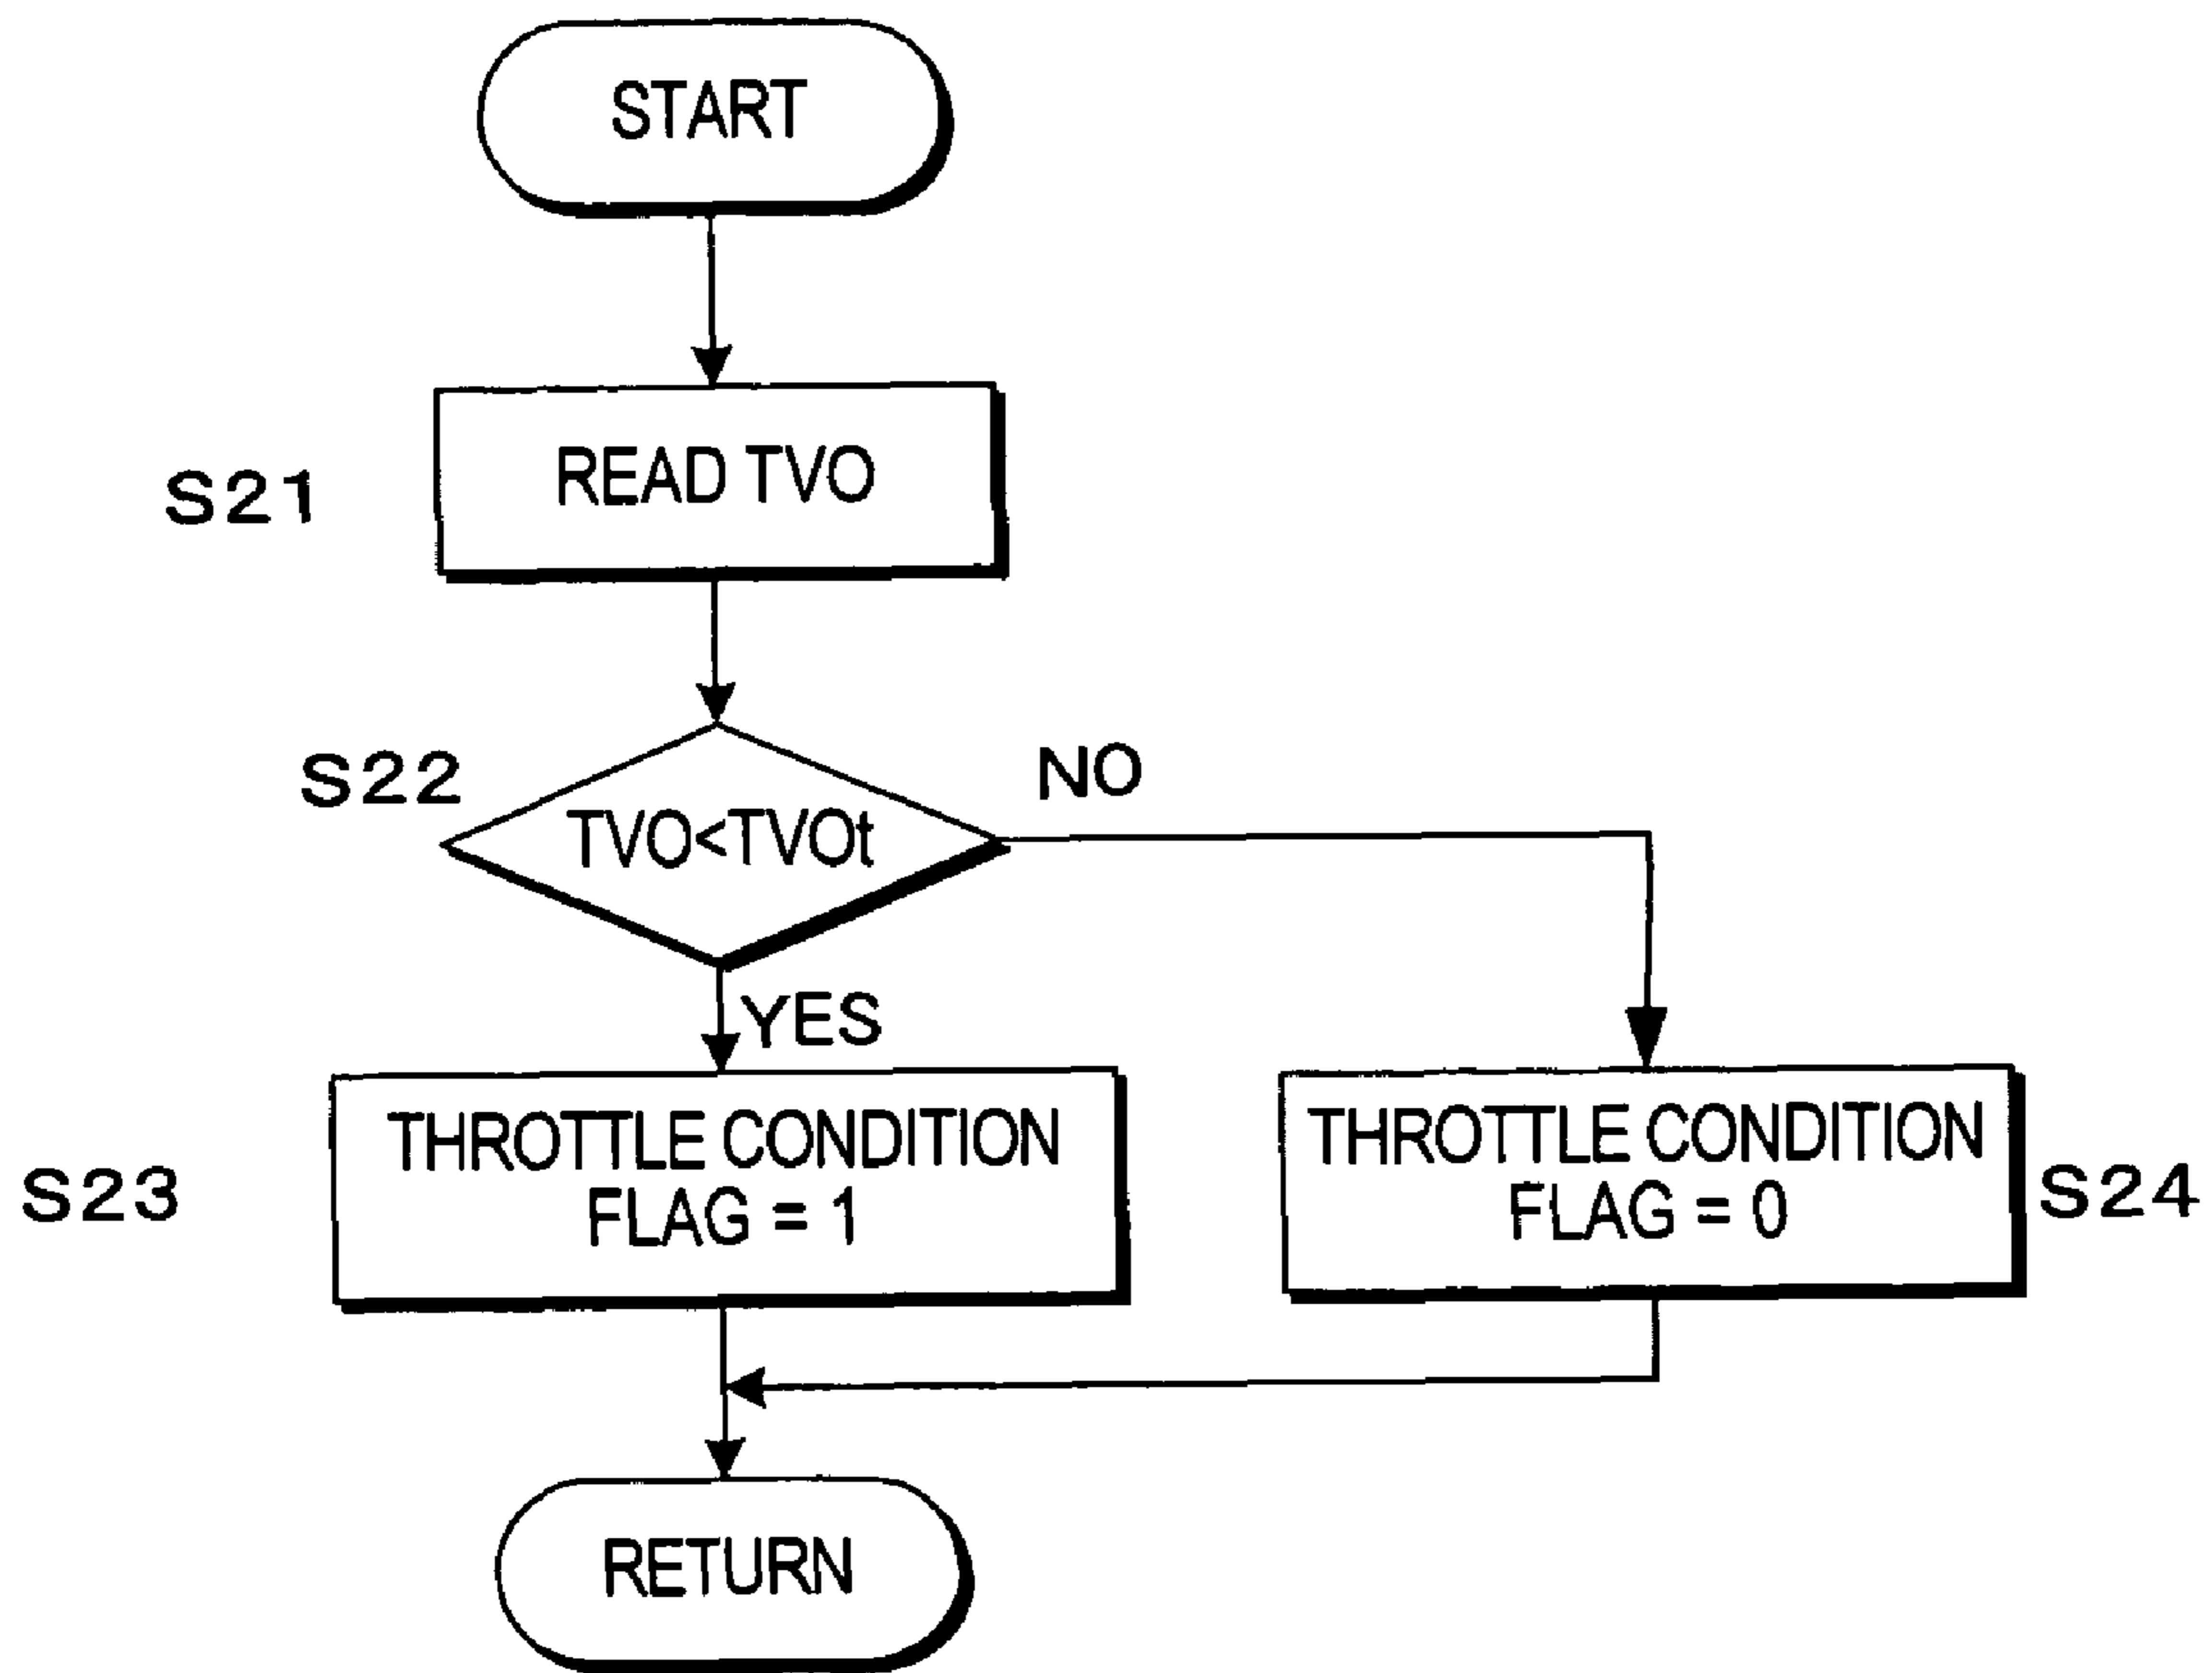 START
S21
READ TVO
S22
TVO<TVOt
NO
YES
S23
THROTTLE CONDITION
FLAG = 1
THROTTLE CONDITION
FLAG = 0
S24
RETURN